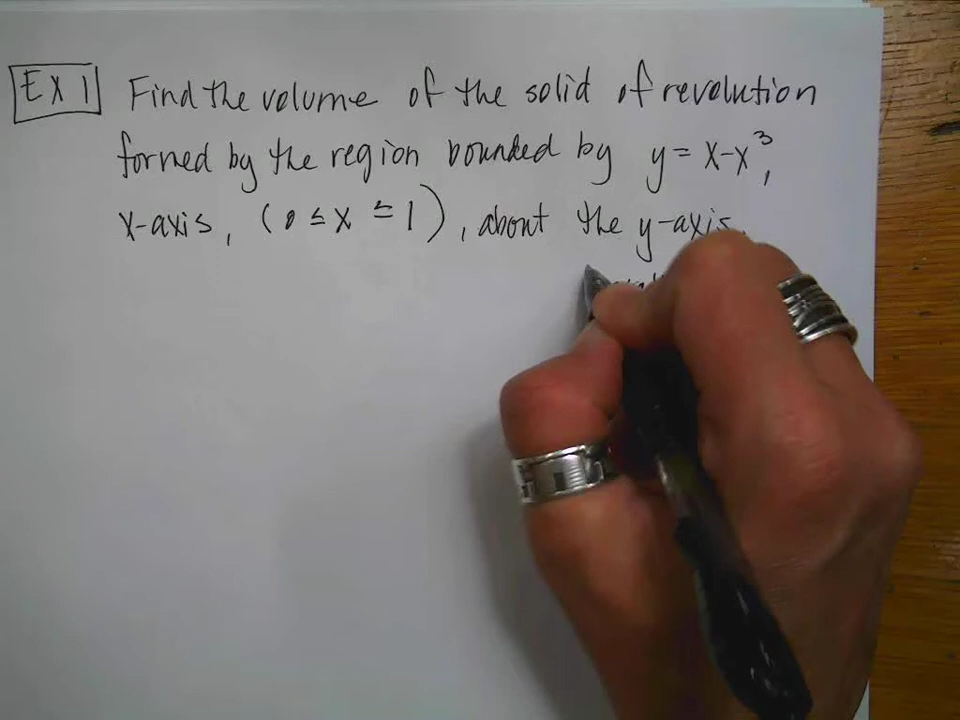 EX 1 Find the volume of the solid of revolution
formed by the region bounded by y = x-x³,
x-axis, (0 ≤ x ≤ 1), about the y-axis.